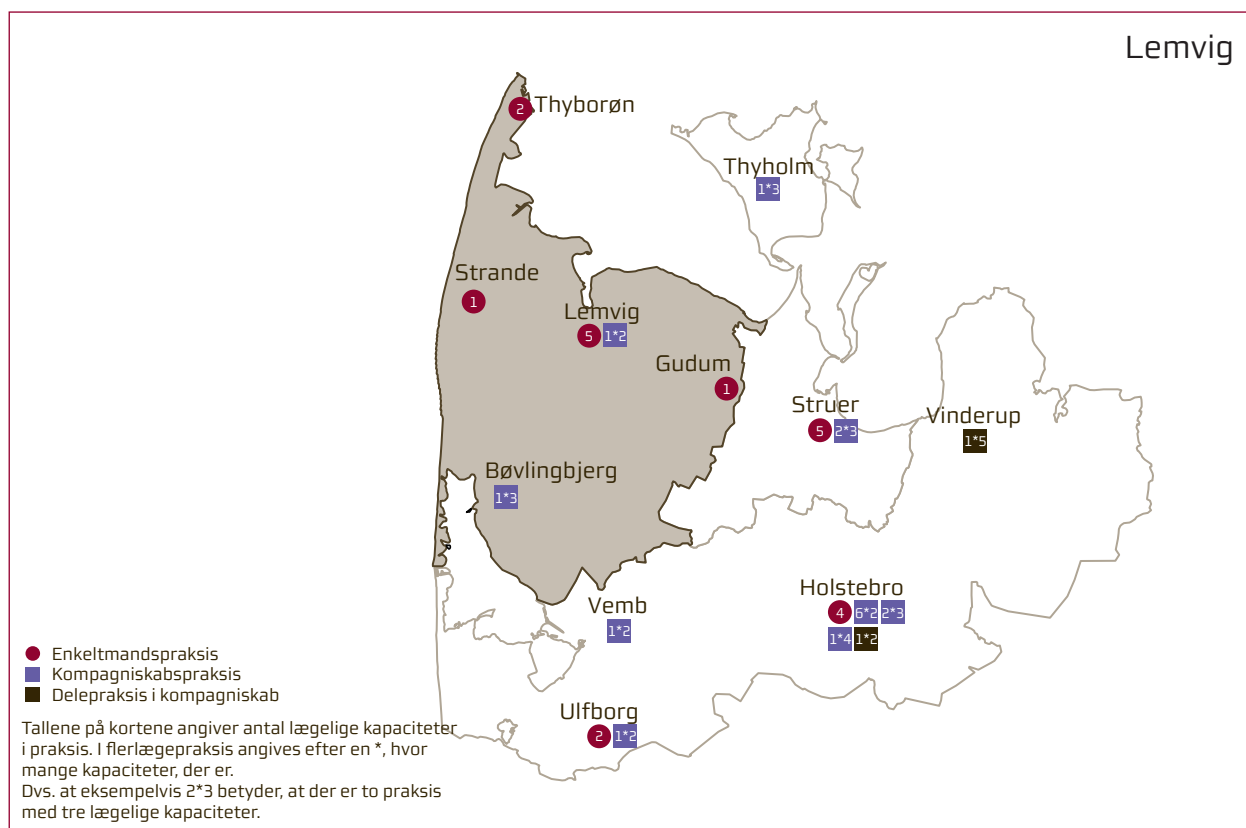 Lemvig
2 Thyborøn
Thyholm
1*3
Strande
1
Lemvig
5 1*2
Gudum
1
Struer
5 2*3
Vinderup
1*5
Bøvlingbjerg
1*3
Holstebro
4 6*2 2*3
1*4 1*2
Vemb
1*2
Ulfborg
2 1*2
Enkeltmandspraksis
Kompagniskabspraksis
Delepraksis i kompagniskab
Tallene på kortene angiver antal lægelige kapaciteter
i praksis. I flerlægepraksis angives efter en *, hvor
mange kapaciteter, der er.
Dvs. at eksempelvis 2*3 betyder, at der er to praksis
med tre lægelige kapaciteter.